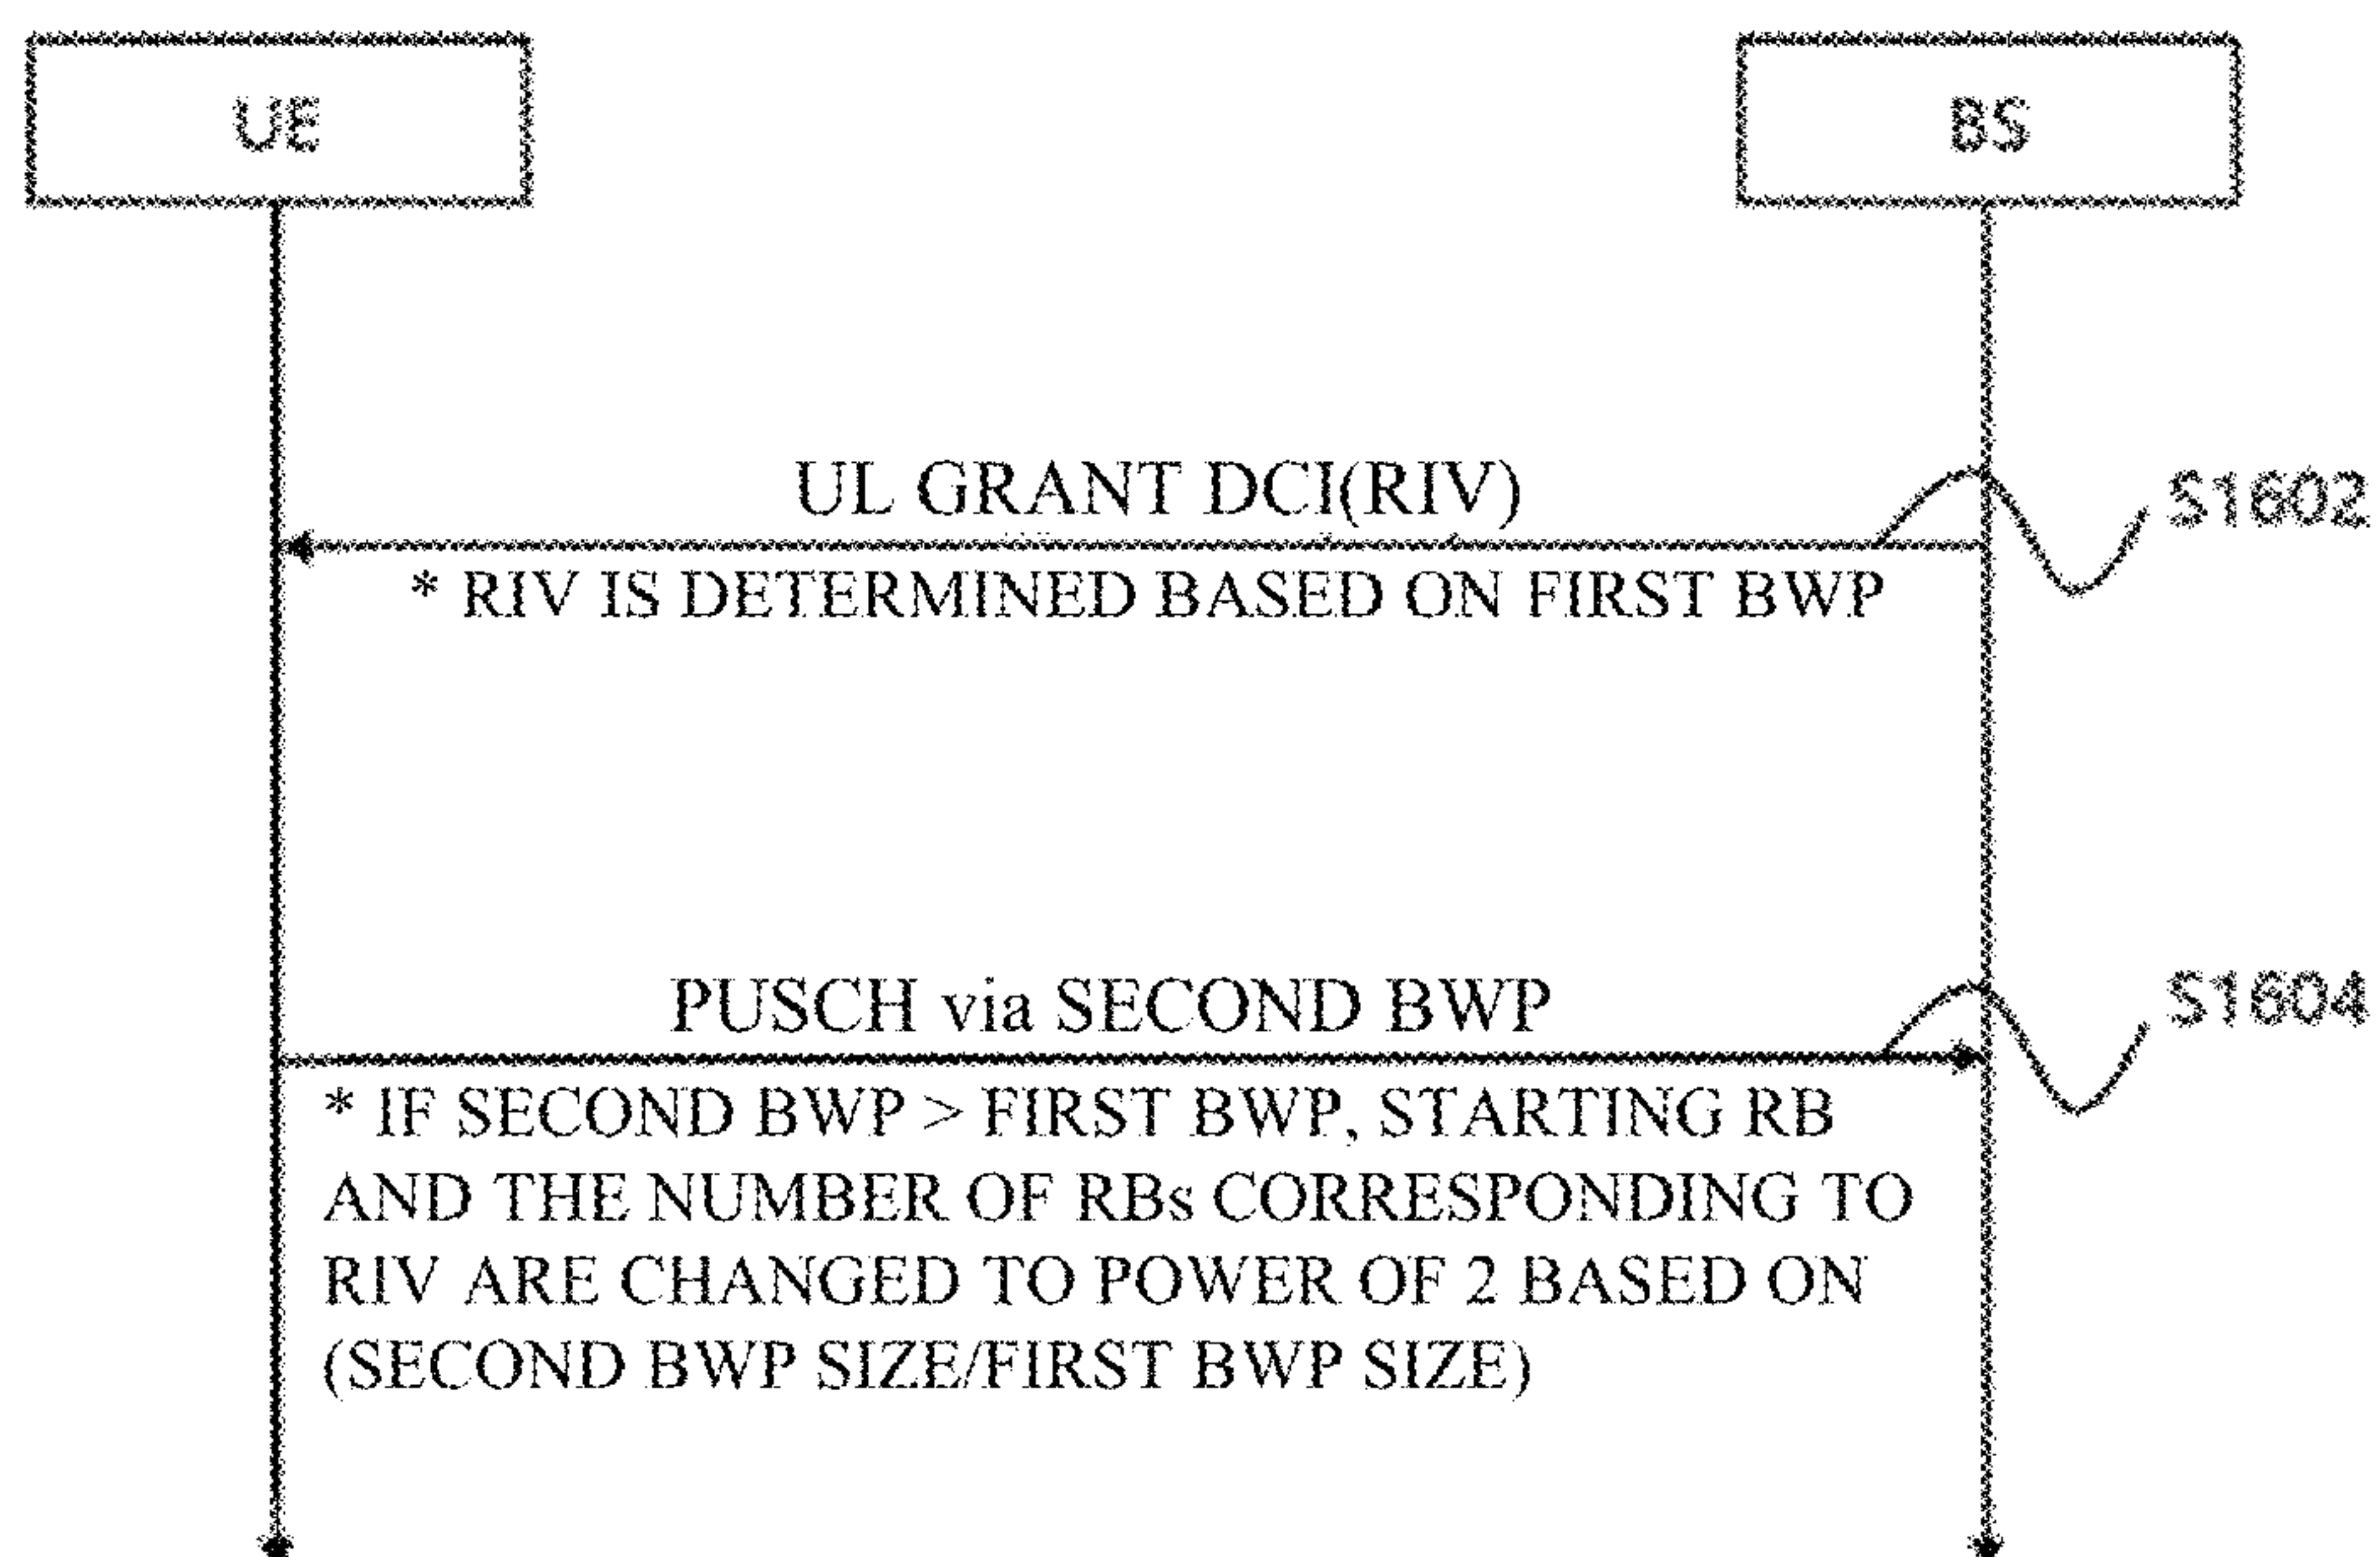 UE
BS
UL GRANT DCI(RIV)
S1602
* RIV IS DETERMINED BASED ON FIRST BWP
PUSCH via SECOND BWP
S1604
* IF SECOND BWP > FIRST BWP, STARTING RB
AND THE NUMBER OF RBs CORRESPONDING TO
RIV ARE CHANGED TO POWER OF 2 BASED ON
(SECOND BWP SIZE/FIRST BWP SIZE)